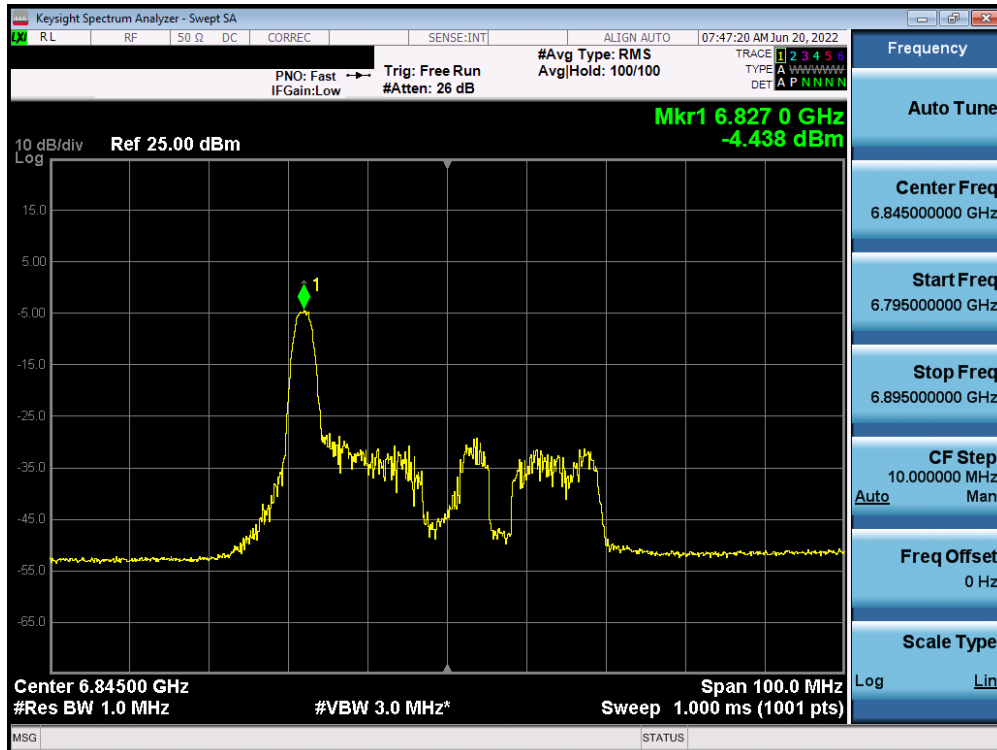 Keysight Spectrum Analyzer - Swept SA
LXI RL RF 50 Ω DC CORREC SENSE:INT ALIGN AUTO 07:47:20 AM Jun 20, 2022
PNO: Fast IFGain:Low
Trig: Free Run
#Atten: 26 dB
#Avg Type: RMS
Avg|Hold: 100/100
TRACE 1 2 3 4 5 6
TYPE A WWWWW
DET A P N N N N
Mkr1 6.827 0 GHz
-4.438 dBm
10 dB/div Ref 25.00 dBm
Log
15.0
5.00
1
-5.00
-15.0
-25.0
-35.0
-45.0
-55.0
-65.0
Center 6.84500 GHz Span 100.0 MHz
#Res BW 1.0 MHz #VBW 3.0 MHz* Sweep 1.000 ms (1001 pts)
MSG STATUS
Frequency
Auto Tune
Center Freq
6.845000000 GHz
Start Freq
6.795000000 GHz
Stop Freq
6.895000000 GHz
CF Step
10.000000 MHz
Auto Man
Freq Offset
0 Hz
Scale Type
Log Lin